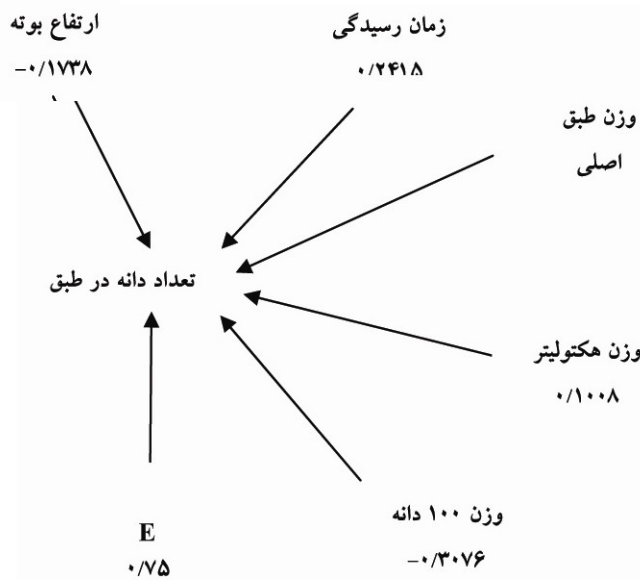 ارتفاع بوته
−۰/۱۷۳۸
زمان رسیدگی
۰/۲۴۱۵
وزن طبق
اصلی
تعداد دانه در طبق
وزن هکتولیتر
۰/۱۰۰۸
وزن ۱۰۰ دانه
−۰/۳۰۷۶
E
۰/۷۵